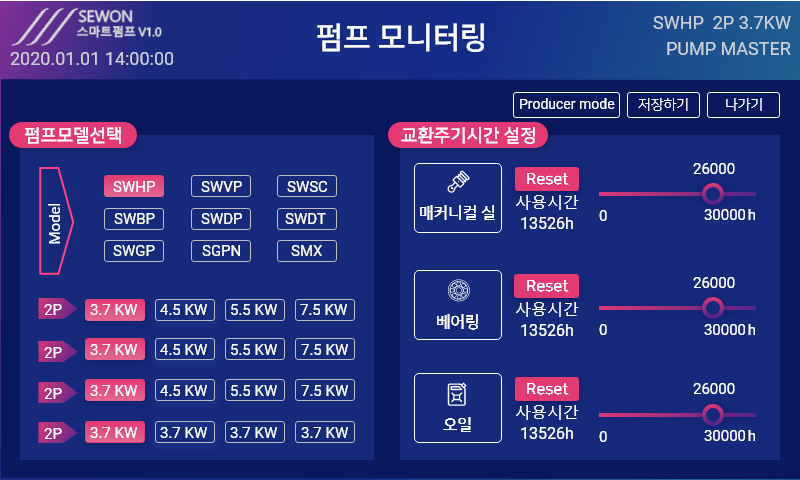 SEWON
스마트펌프 V1.0
2020.01.01 14:00:00
펌프 모니터링
SWHP 2P 3.7KW
PUMP MASTER
Producer mode
저장하기
나가기
펌프모델선택
Model
SWHP SWVP SWSC
SWBP SWDP SWDT
SWGP SGPN SMX
2P 3.7 KW 4.5 KW 5.5 KW 7.5 KW
2P 3.7 KW 4.5 KW 5.5 KW 7.5 KW
2P 3.7 KW 4.5 KW 5.5 KW 7.5 KW
2P 3.7 KW 3.7 KW 3.7 KW 3.7 KW
교환주기시간 설정
매커니컬 실
Reset
사용시간
13526h
26000
0 30000h
베어링
Reset
사용시간
13526h
26000
0 30000h
오일
Reset
사용시간
13526h
26000
0 30000h